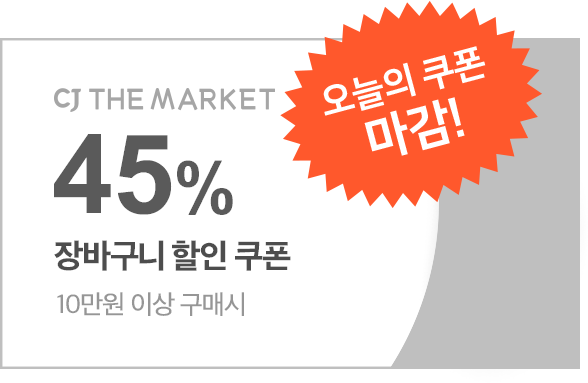 오늘의 쿠폰
마감!
CJ THE MARKET
45%
장바구니 할인 쿠폰
10만원 이상 구매시